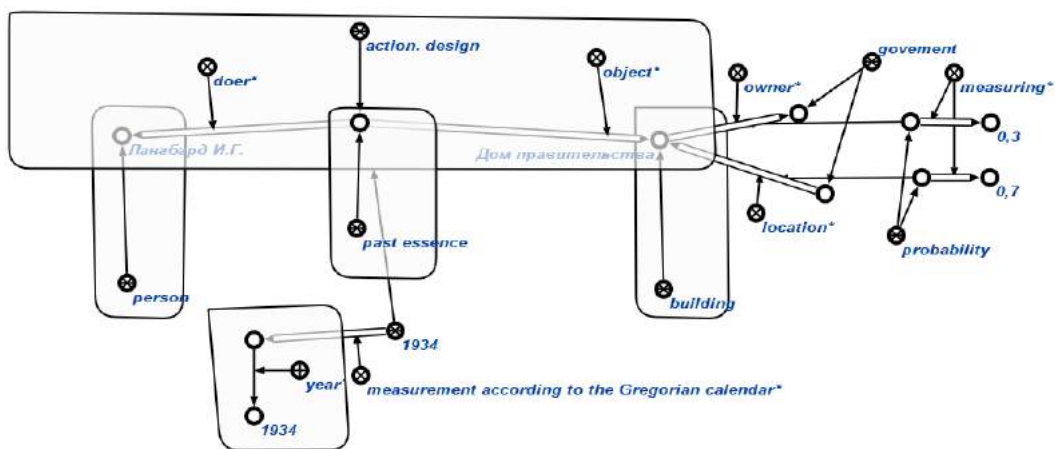 action. design
govement
doer*
object*
owner*
measuring*
0,3
Лангбард И.Г.
Дом правительства
0,7
past essence
location*
probability
person
building
1934
year
measurement according to the Gregorian calendar*
1934